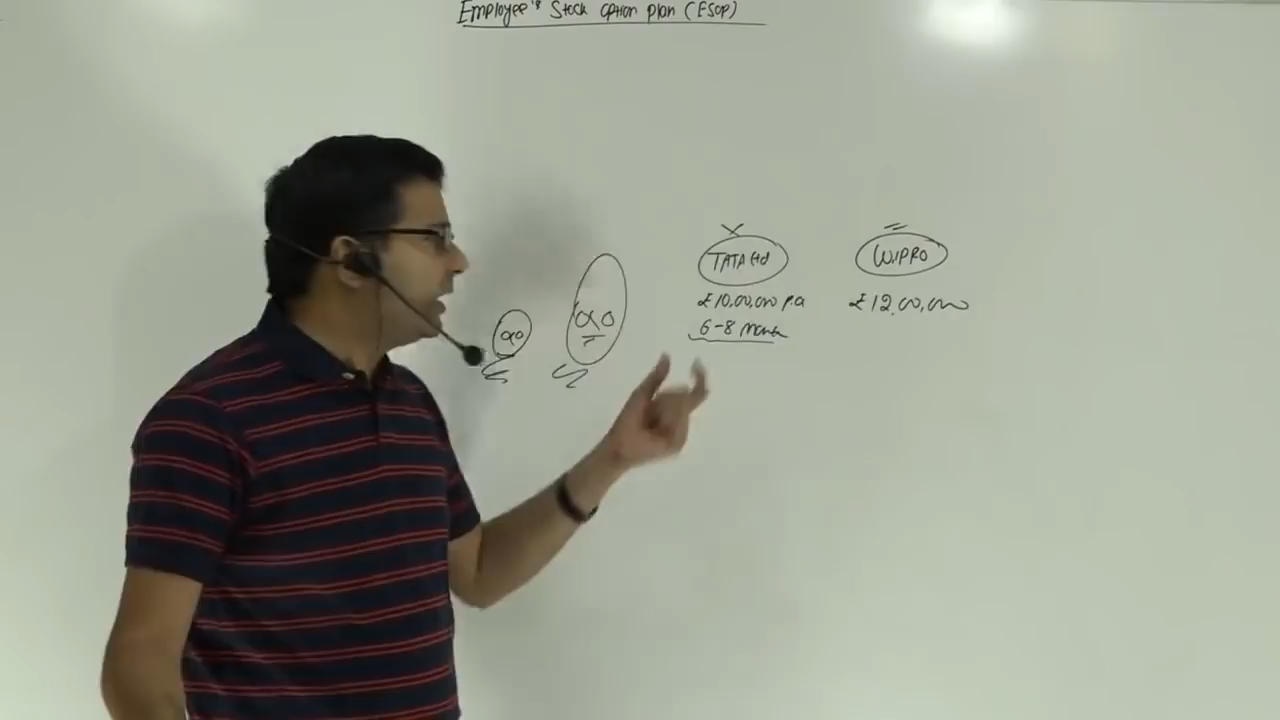 Employee's Stock option plan (ESOP)
TATA Ltd
WIPRO
₹10,00,000 p.a
₹12,00,000
6-8 Months